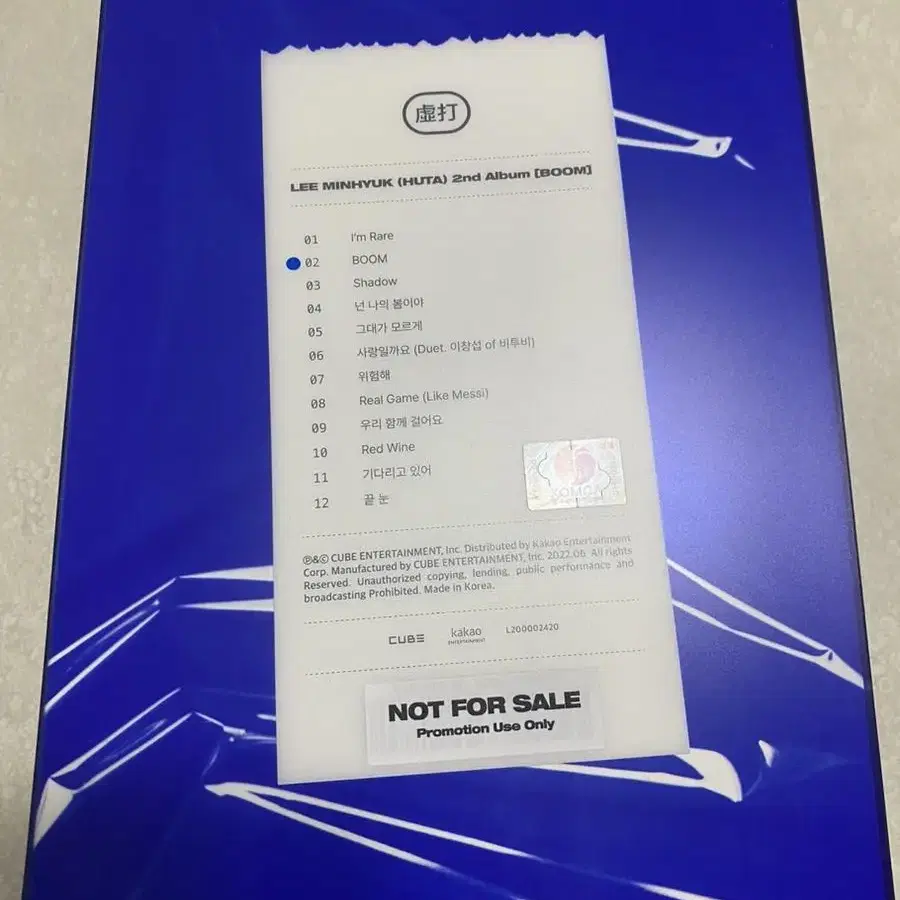 虛打
LEE MINHYUK (HUTA) 2nd Album [BOOM]
01 I'm Rare
02 BOOM
03 Shadow
04 넌 나의 봄이야
05 그대가 모르게
06 사랑일까요 (Duet. 이창섭 of 비투비)
07 위험해
08 Real Game (Like Messi)
09 우리 함께 걸어요
10 Red Wine
11 기다리고 있어
12 끝 눈
℗&© CUBE ENTERTAINMENT, Inc. Distributed by Kakao Entertainment
Corp. Manufactured by CUBE ENTERTAINMENT, Inc. 2022.06 All rights
Reserved. Unauthorized copying, lending, public performance and
broadcasting Prohibited. Made in Korea.
CUBE kakao ENTERTAINMENT L200002420
NOT FOR SALE
Promotion Use Only